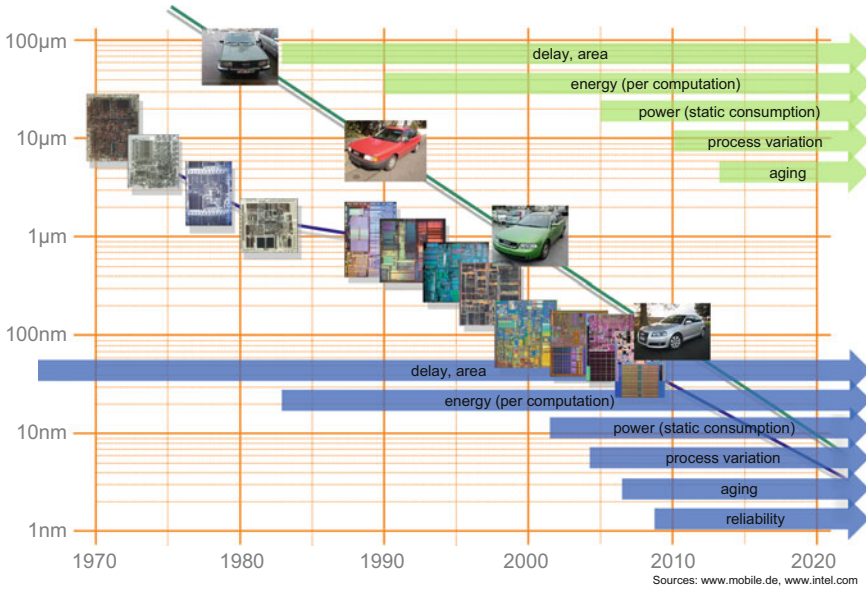 100µm
delay, area
energy (per computation)
power (static consumption)
10µm
process variation
aging
1µm
100nm
delay, area
energy (per computation)
power (static consumption)
10nm
process variation
aging
reliability
1nm
1970 1980 1990 2000 2010 2020
Sources: www.mobile.de, www.intel.com